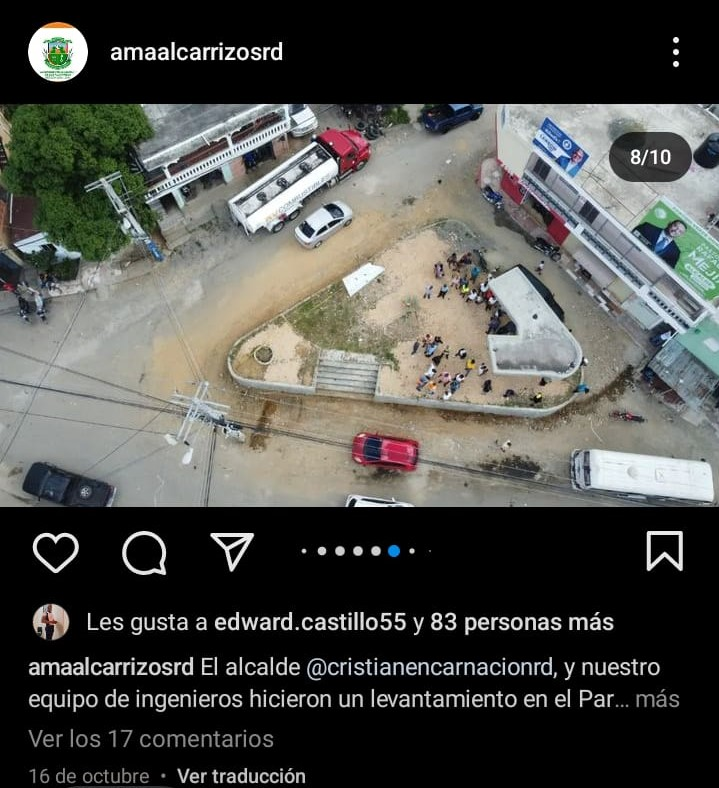 amaalcarrizosrd
8/10
COMBUSTIBLES
Les gusta a edward.castillo55 y 83 personas más
amaalcarrizosrd El alcalde @cristianencarnacionrd, y nuestro
equipo de ingenieros hicieron un levantamiento en el Par... más
Ver los 17 comentarios
16 de octubre • Ver traducción